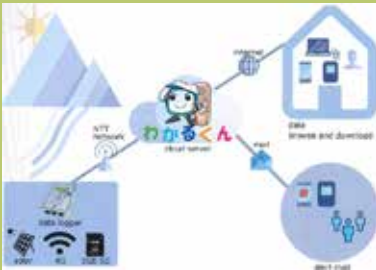 internet
NTT
network
わかるくん
cloud server
mail
data
browse and download
data logger
solar
4G
alert mail